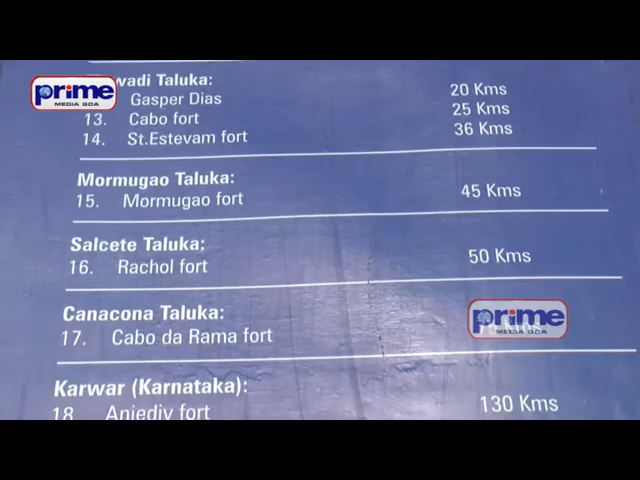 prime
MEDIA GOA
wadi Taluka:
Gasper Dias 20 Kms
13. Cabo fort 25 Kms
14. St.Estevam fort 36 Kms
Mormugao Taluka:
15. Mormugao fort 45 Kms
Salcete Taluka:
16. Rachol fort 50 Kms
Canacona Taluka:
17. Cabo da Rama fort
prime
MEDIA GOA
Karwar (Karnataka):
18. Anjediv fort 130 Kms